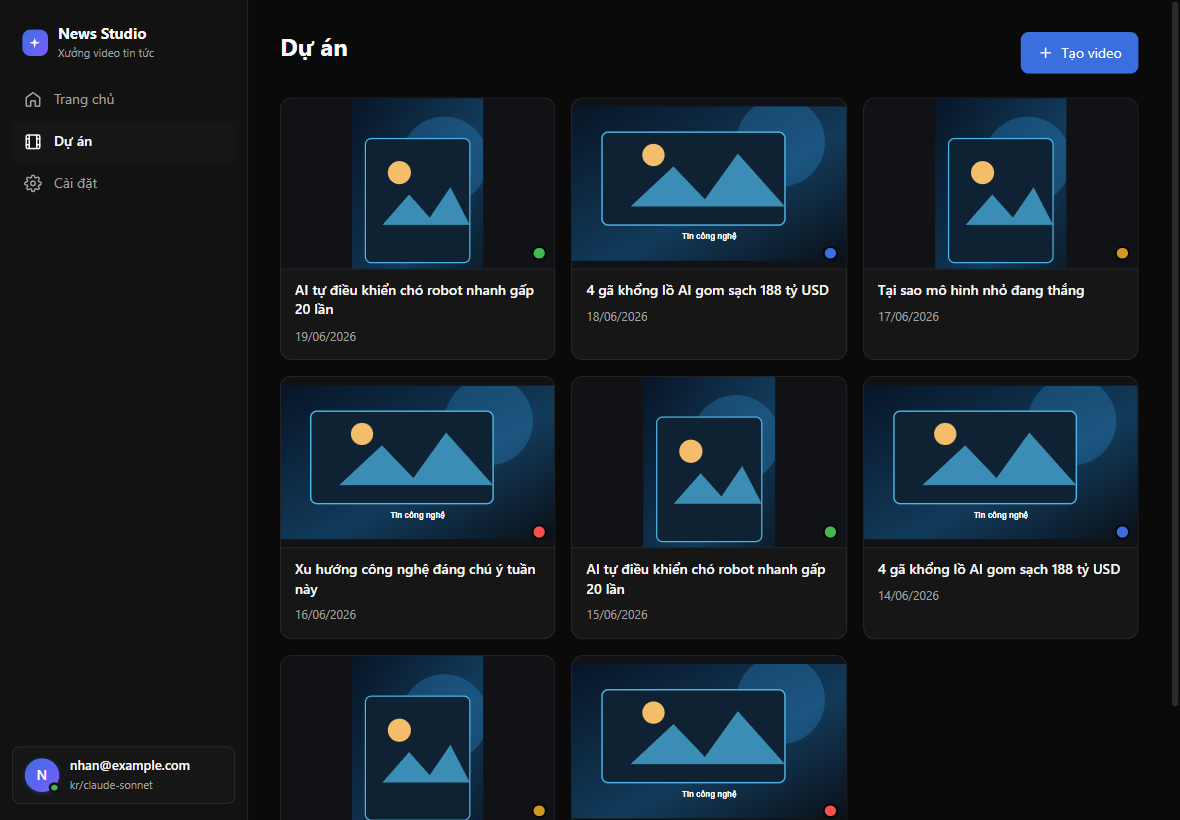 News Studio
Xưởng video tin tức
Trang chủ
Dự án
Cài đặt
N
nhan@example.com
kr/claude-sonnet
Dự án
+ Tạo video
AI tự điều khiển chó robot nhanh gấp
20 lần
19/06/2026
Tin công nghệ
4 gã khổng lồ AI gom sạch 188 tỷ USD
18/06/2026
Tại sao mô hình nhỏ đang thắng
17/06/2026
Tin công nghệ
Xu hướng công nghệ đáng chú ý tuần
này
16/06/2026
AI tự điều khiển chó robot nhanh gấp
20 lần
15/06/2026
Tin công nghệ
4 gã khổng lồ AI gom sạch 188 tỷ USD
14/06/2026
Tin công nghệ